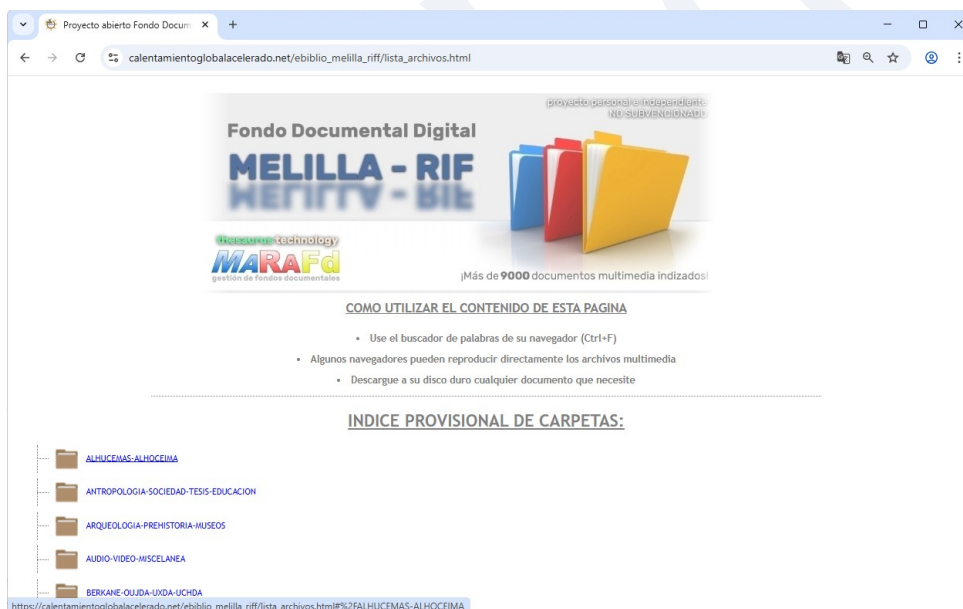 Proyecto abierto Fondo Docum
calentamientoglobalacelerado.net/ebiblio_melilla_riff/lista_archivos.html
proyecto personal e independiente
NO SUBVENCIONADO
Fondo Documental Digital
MELILLA - RIF
thesaurus technology
MARAFd
gestión de fondos documentales
¡Más de 9000 documentos multimedia indizados!
COMO UTILIZAR EL CONTENIDO DE ESTA PAGINA
• Use el buscador de palabras de su navegador (Ctrl+F)
• Algunos navegadores pueden reproducir directamente los archivos multimedia
• Descargue a su disco duro cualquier documento que necesite
INDICE PROVISIONAL DE CARPETAS:
ALHUCEMAS-ALHOCEIMA
ANTROPOLOGIA-SOCIEDAD-TESIS-EDUCACION
ARQUEOLOGIA-PREHISTORIA-MUSEOS
AUDIO-VIDEO-MISCELANEA
BERKANE-OUJDA-UXDA-UCHDA
https://calentamientoglobalacelerado.net/ebiblio_melilla_riff/lista_archivos.html#%2FALHUCEMAS-ALHOCEIMA